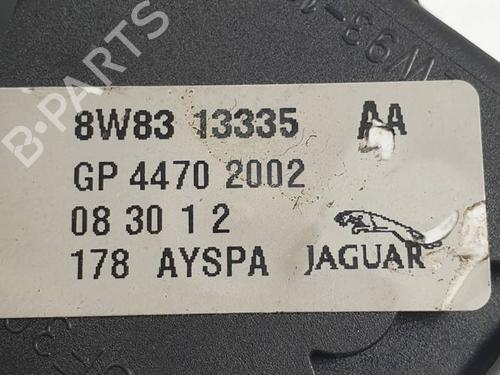 B-PARTS
8W83 13335 AA
GP 4470 2002
08 30 1 2
178 AYSPA JAGUAR